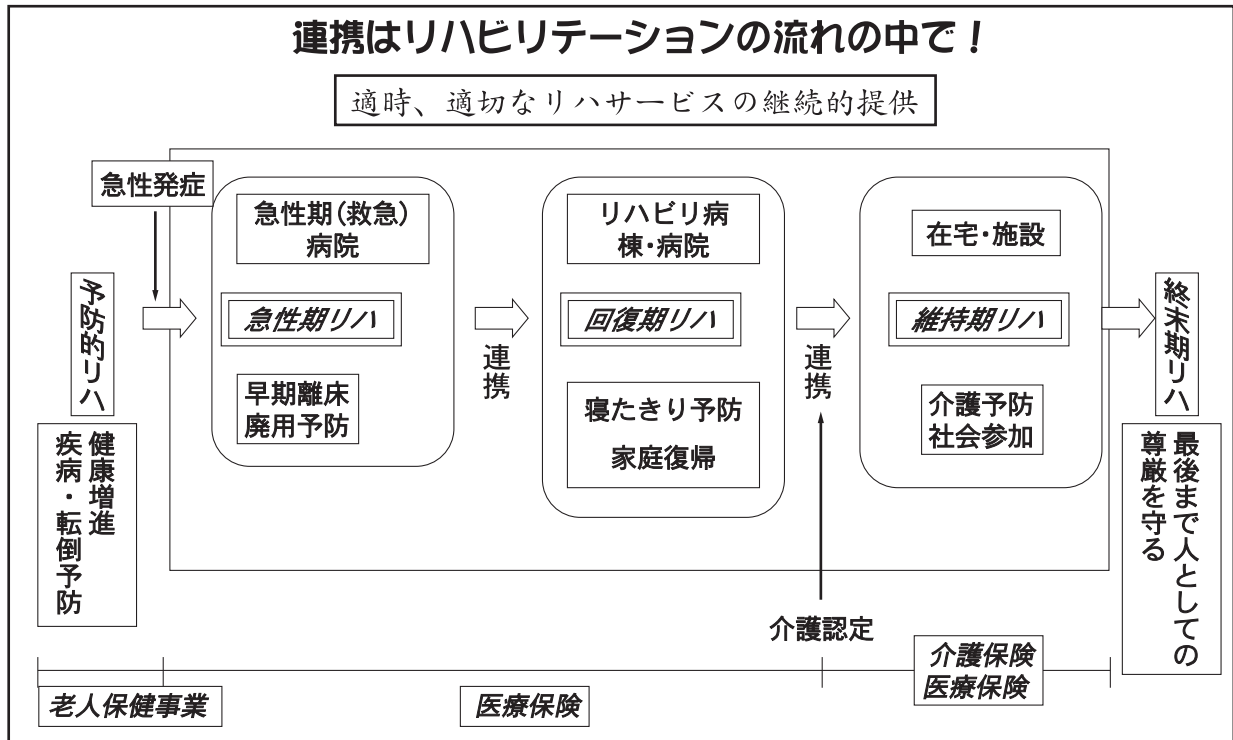 連携はリハビリテーションの流れの中で！
適時、適切なリハサービスの継続的提供
急性発症
予防的リハ
健康増進
疾病・転倒予防
急性期（救急）
病院
急性期リハ
早期離床
廃用予防
連携
リハビリ病
棟・病院
回復期リハ
寝たきり予防
家庭復帰
連携
介護認定
在宅・施設
維持期リハ
介護予防
社会参加
終末期リハ
最後まで人としての
尊厳を守る
老人保健事業
医療保険
介護保険
医療保険